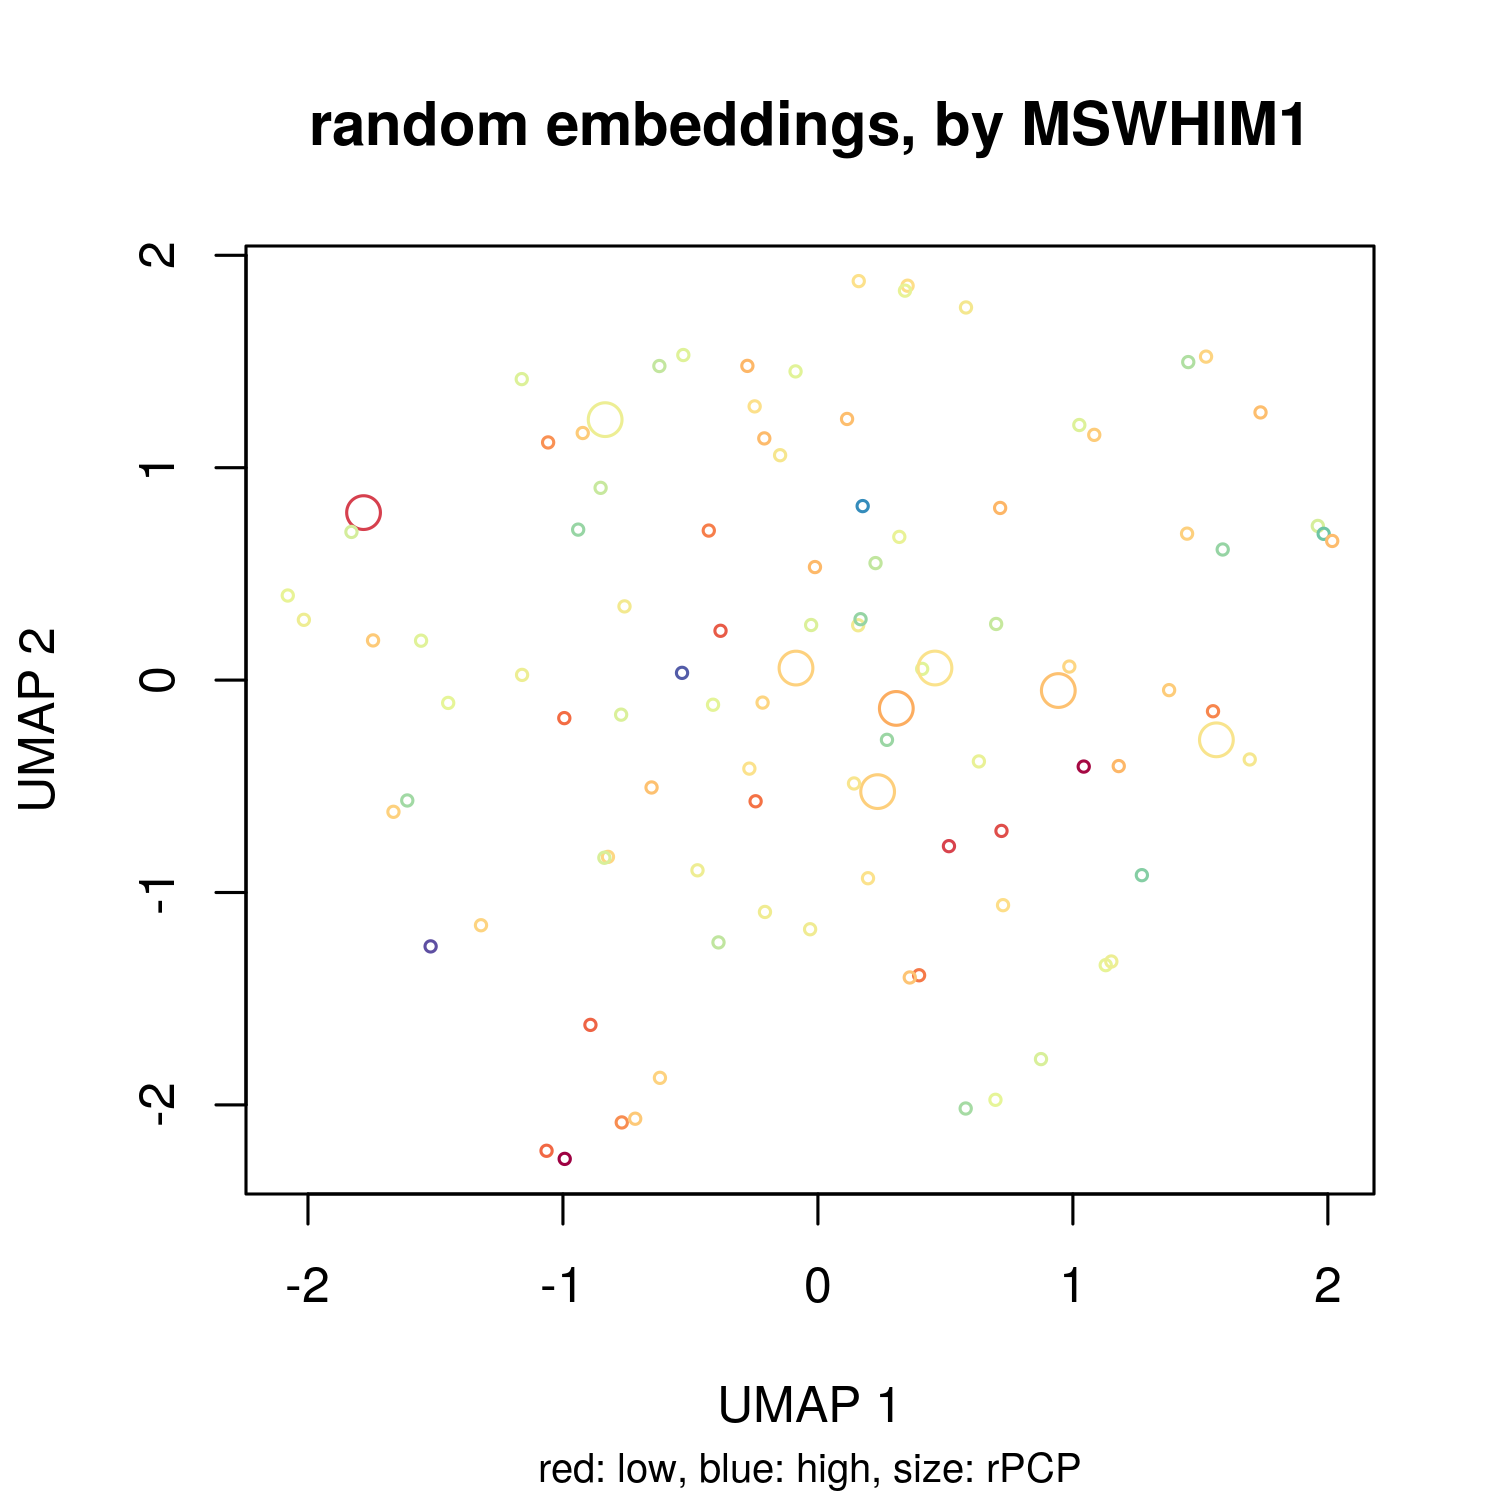 random embeddings, by MSWHIM1
2
1
0
-1
-2
UMAP 2
-2 -1 0 1 2
UMAP 1
red: low, blue: high, size: rPCP